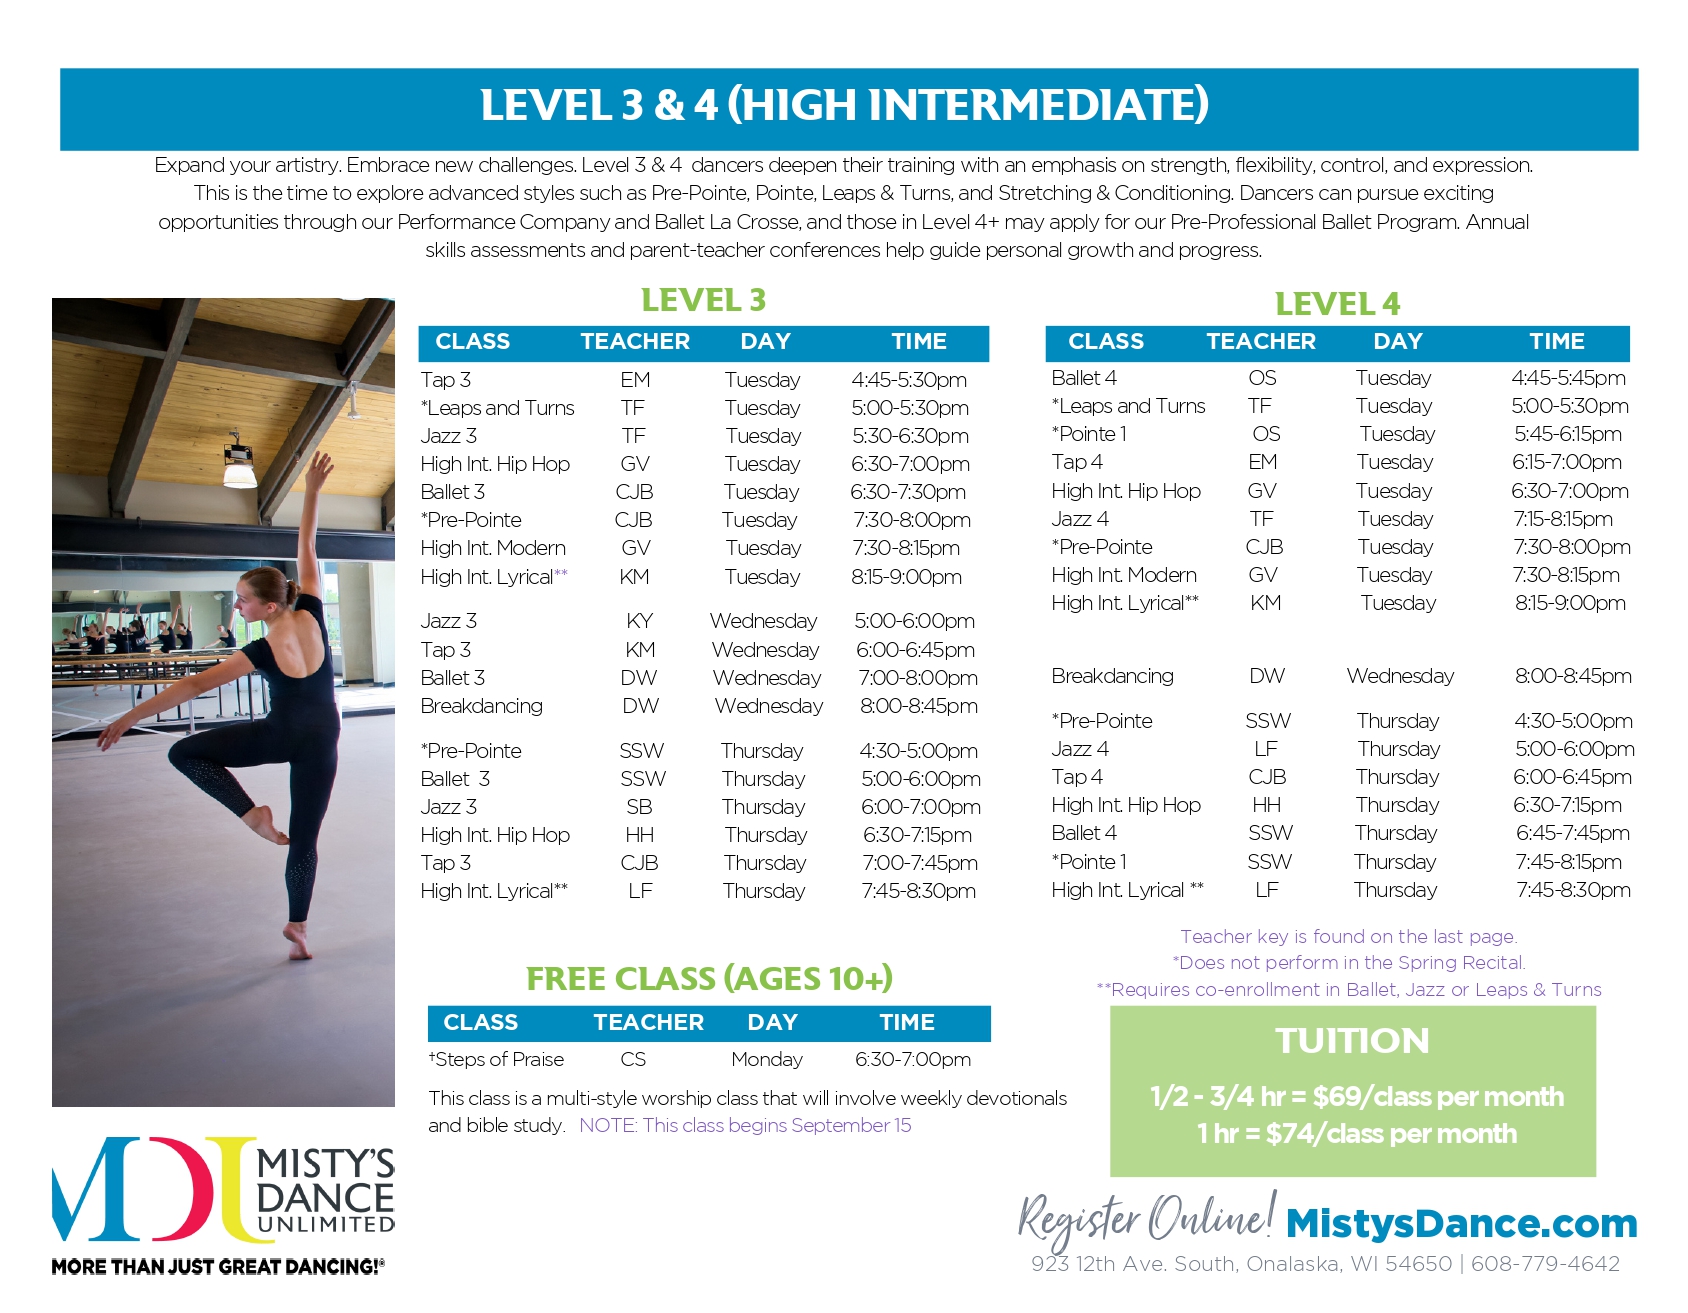 LEVEL 3 & 4 (HIGH INTERMEDIATE)
Expand your artistry. Embrace new challenges. Level 3 & 4 dancers deepen their training with an emphasis on strength, flexibility, control, and expression.
This is the time to explore advanced styles such as Pre-Pointe, Pointe, Leaps & Turns, and Stretching & Conditioning. Dancers can pursue exciting
opportunities through our Performance Company and Ballet La Crosse, and those in Level 4+ may apply for our Pre-Professional Ballet Program. Annual
skills assessments and parent-teacher conferences help guide personal growth and progress.
LEVEL 3
CLASS TEACHER DAY TIME
Tap 3 EM Tuesday 4:45-5:30pm
*Leaps and Turns TF Tuesday 5:00-5:30pm
Jazz 3 TF Tuesday 5:30-6:30pm
High Int. Hip Hop GV Tuesday 6:30-7:00pm
Ballet 3 CJB Tuesday 6:30-7:30pm
*Pre-Pointe CJB Tuesday 7:30-8:00pm
High Int. Modern GV Tuesday 7:30-8:15pm
High Int. Lyrical** KM Tuesday 8:15-9:00pm
Jazz 3 KY Wednesday 5:00-6:00pm
Tap 3 KM Wednesday 6:00-6:45pm
Ballet 3 DW Wednesday 7:00-8:00pm
Breakdancing DW Wednesday 8:00-8:45pm
*Pre-Pointe SSW Thursday 4:30-5:00pm
Ballet 3 SSW Thursday 5:00-6:00pm
Jazz 3 SB Thursday 6:00-7:00pm
High Int. Hip Hop HH Thursday 6:30-7:15pm
Tap 3 CJB Thursday 7:00-7:45pm
High Int. Lyrical** LF Thursday 7:45-8:30pm
LEVEL 4
CLASS TEACHER DAY TIME
Ballet 4 OS Tuesday 4:45-5:45pm
*Leaps and Turns TF Tuesday 5:00-5:30pm
*Pointe 1 OS Tuesday 5:45-6:15pm
Tap 4 EM Tuesday 6:15-7:00pm
High Int. Hip Hop GV Tuesday 6:30-7:00pm
Jazz 4 TF Tuesday 7:15-8:15pm
*Pre-Pointe CJB Tuesday 7:30-8:00pm
High Int. Modern GV Tuesday 7:30-8:15pm
High Int. Lyrical** KM Tuesday 8:15-9:00pm
Breakdancing DW Wednesday 8:00-8:45pm
*Pre-Pointe SSW Thursday 4:30-5:00pm
Jazz 4 LF Thursday 5:00-6:00pm
Tap 4 CJB Thursday 6:00-6:45pm
High Int. Hip Hop HH Thursday 6:30-7:15pm
Ballet 4 SSW Thursday 6:45-7:45pm
*Pointe 1 SSW Thursday 7:45-8:15pm
High Int. Lyrical ** LF Thursday 7:45-8:30pm
Teacher key is found on the last page.
*Does not perform in the Spring Recital.
**Requires co-enrollment in Ballet, Jazz or Leaps & Turns
FREE CLASS (AGES 10+)
CLASS TEACHER DAY TIME
†Steps of Praise CS Monday 6:30-7:00pm
This class is a multi-style worship class that will involve weekly devotionals
and bible study. NOTE: This class begins September 15
TUITION
1/2 - 3/4 hr = $69/class per month
1 hr = $74/class per month
MDU MISTY'S
DANCE
UNLIMITED
MORE THAN JUST GREAT DANCING!®
Register Online! MistysDance.com
923 12th Ave. South, Onalaska, WI 54650 | 608-779-4642